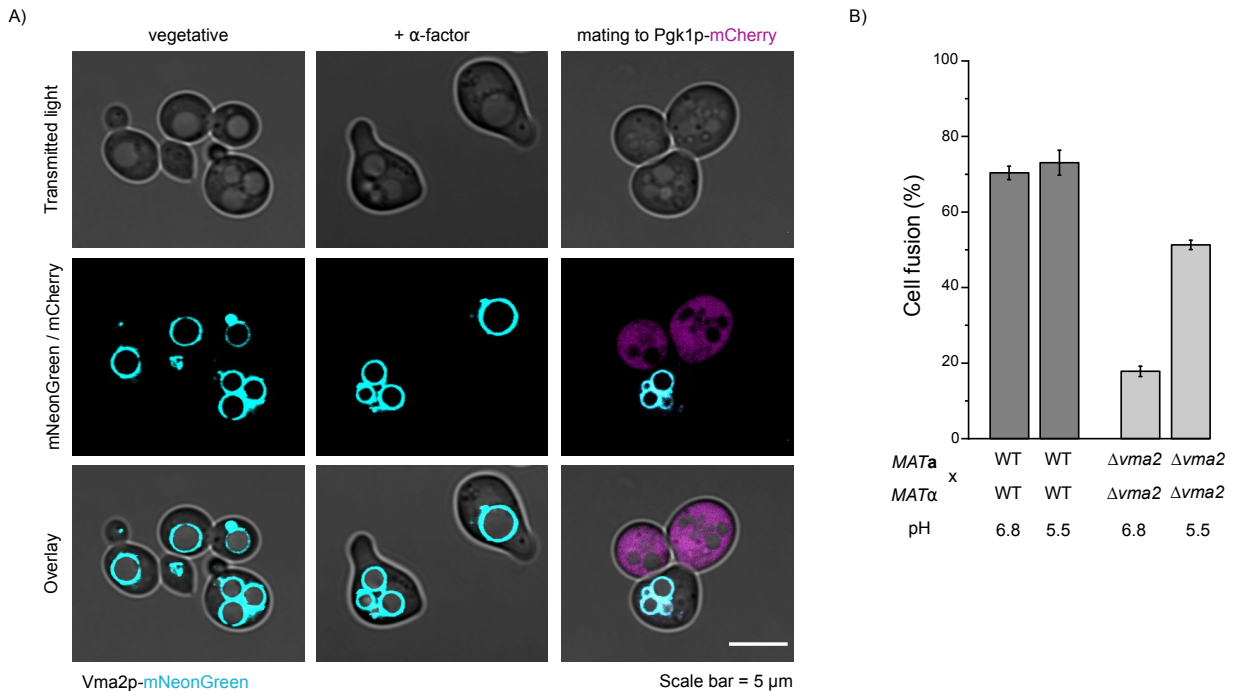 A)
vegetative
+ α-factor
mating to Pgk1p-mCherry
Transmitted light
mNeonGreen / mCherry
Overlay
Vma2p-mNeonGreen
Scale bar = 5 µm
B)
Cell fusion (%)
100
80
60
40
20
0
MATa x WT WT Δvma2 Δvma2
MATα WT WT Δvma2 Δvma2
pH 6.8 5.5 6.8 5.5